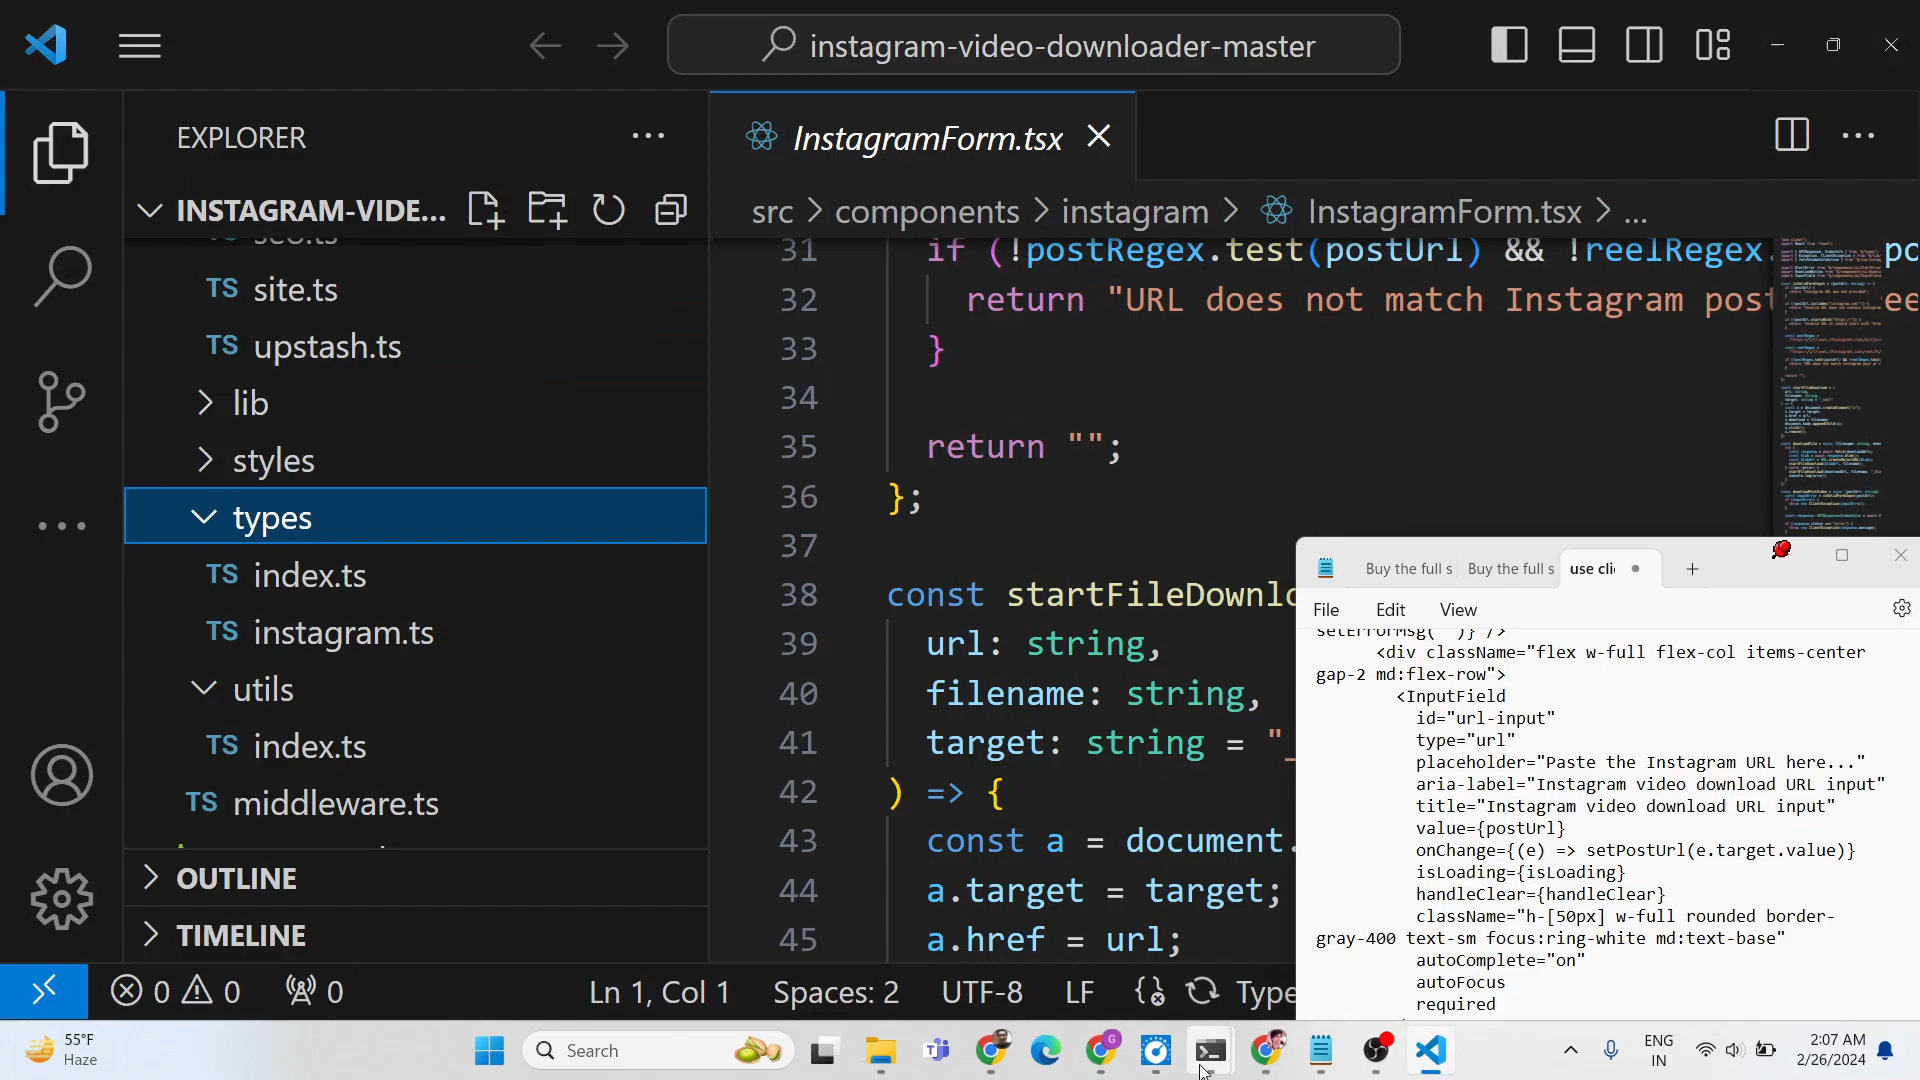 instagram-video-downloader-master
EXPLORER
INSTAGRAM-VIDE...
seo.ts
TS site.ts
TS upstash.ts
lib
styles
types
TS index.ts
TS instagram.ts
utils
TS index.ts
TS middleware.ts
OUTLINE
TIMELINE
InstagramForm.tsx
src > components > instagram > InstagramForm.tsx > ...
31 if (!postRegex.test(postUrl) && !reelRegex. po
32 return "URL does not match Instagram post ee
33 }
34
35 return "";
36 };
37
38 const startFileDownlo
39 url: string,
40 filename: string,
41 target: string = "_
42 ) => {
43 const a = document.
44 a.target = target;
45 a.href = url;
Buy the full s
Buy the full s
use cli
File Edit View
setErrorMsg("")} />
<div className="flex w-full flex-col items-center
gap-2 md:flex-row">
<InputField
id="url-input"
type="url"
placeholder="Paste the Instagram URL here..."
aria-label="Instagram video download URL input"
title="Instagram video download URL input"
value={postUrl}
onChange={(e) => setPostUrl(e.target.value)}
isLoading={isLoading}
handleClear={handleClear}
className="h-[50px] w-full rounded border-
gray-400 text-sm focus:ring-white md:text-base"
autoComplete="on"
autoFocus
required
0 0 0
Ln 1, Col 1 Spaces: 2 UTF-8 LF Type
55°F
Haze
Search
ENG
IN
2:07 AM
2/26/2024